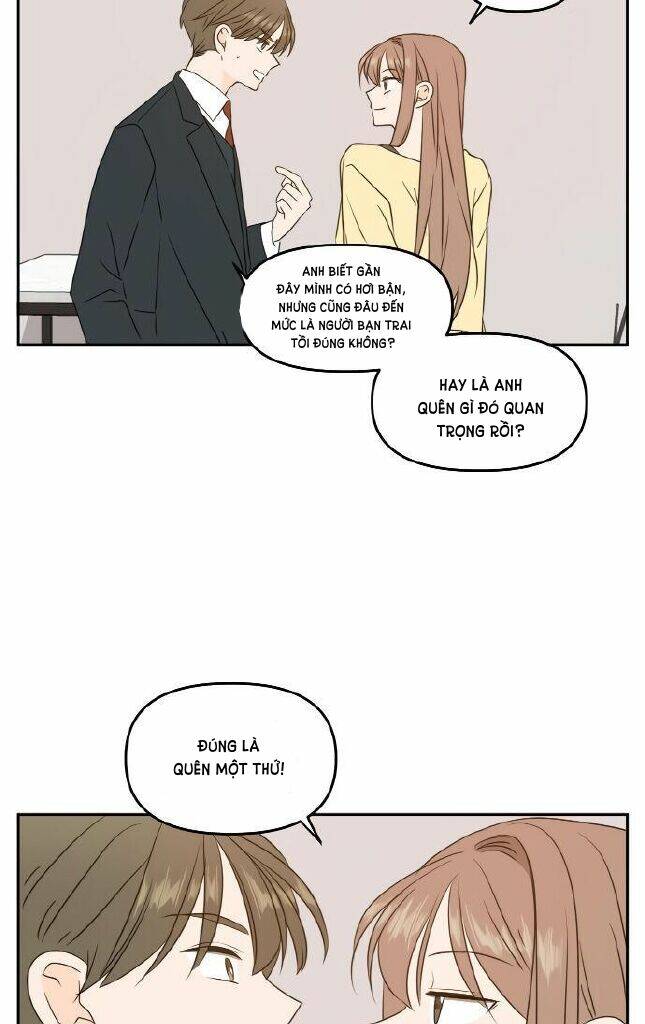 ANH BIẾT GẦN
ĐÂY MÌNH CÓ HƠI BẬN,
NHƯNG CŨNG ĐÂU ĐẾN
MỨC LÀ NGƯỜI BẠN TRAI
TỒI ĐÚNG KHÔNG?
HAY LÀ ANH
QUÊN GÌ ĐÓ QUAN
TRỌNG RỒI?
ĐÚNG LÀ
QUÊN MỘT THỨ!